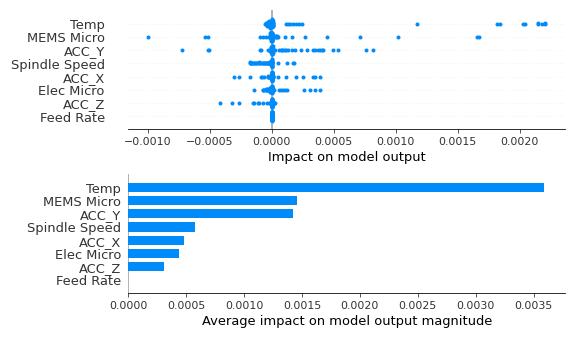 Temp
MEMS Micro
ACC_Y
Spindle Speed
ACC_X
Elec Micro
ACC_Z
Feed Rate
-0.0010 -0.0005 0.0000 0.0005 0.0010 0.0015 0.0020
Impact on model output
Temp
MEMS Micro
ACC_Y
Spindle Speed
ACC_X
Elec Micro
ACC_Z
Feed Rate
0.0000 0.0005 0.0010 0.0015 0.0020 0.0025 0.0030 0.0035
Average impact on model output magnitude